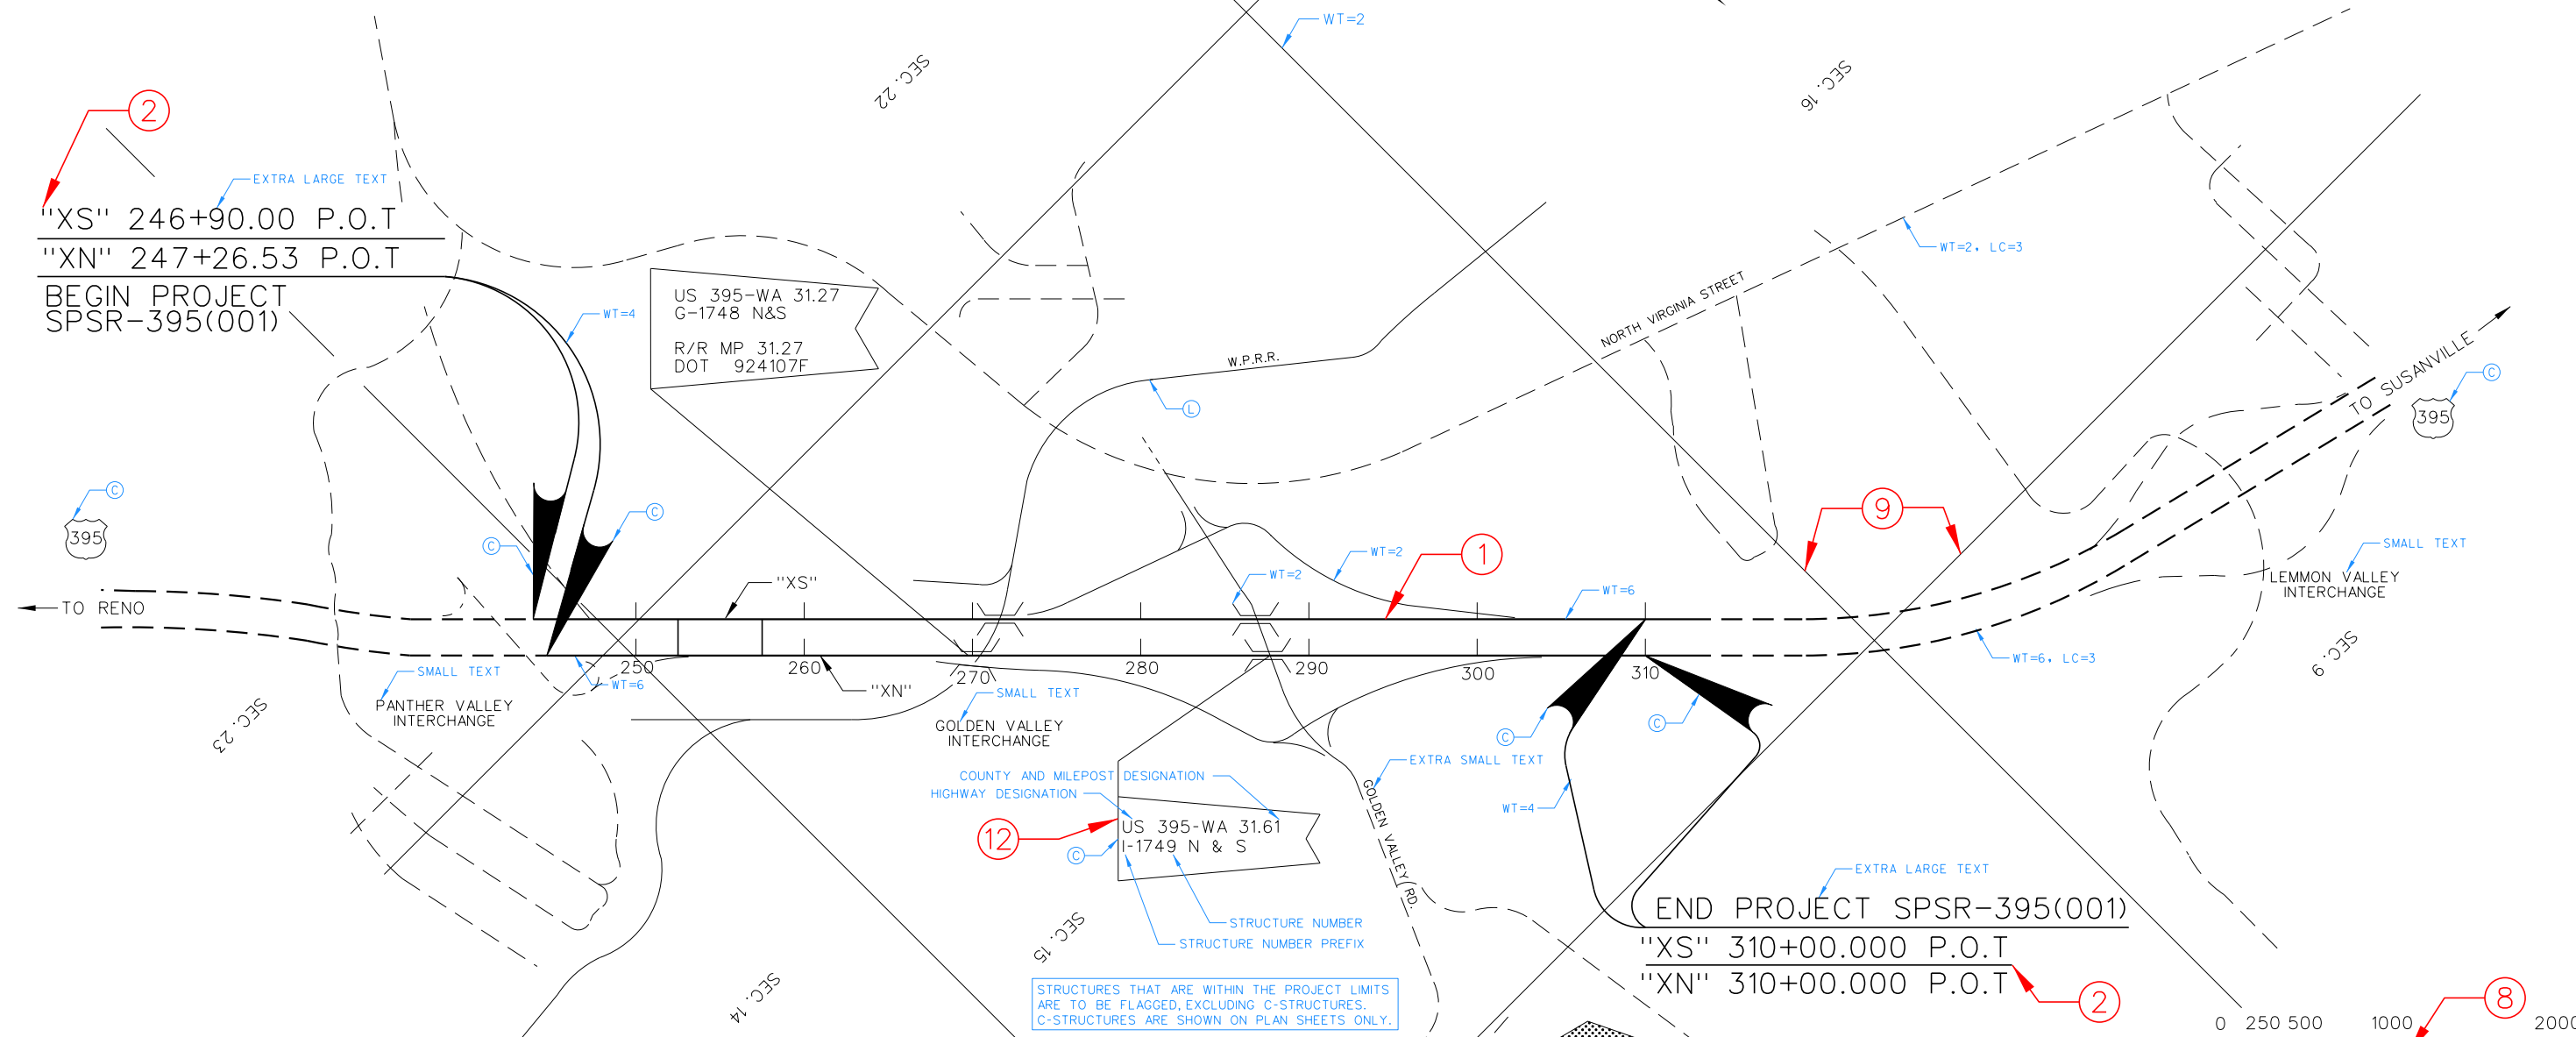 WT=2
SEC. 22
SEC. 16
2
EXTRA LARGE TEXT
"XS" 246+90.00 P.O.T
"XN" 247+26.53 P.O.T
BEGIN PROJECT
SPSR-395(001)
WT=4
US 395-WA 31.27
G-1748 N&S
R/R MP 31.27
DOT 924107F
WT=2, LC=3
NORTH VIRGINIA STREET
W.P.R.R.
L
TO SUSANVILLE
C
395
C
395
C
C
9
1
WT=2
WT=2
WT=6
SMALL TEXT
LEMMON VALLEY
INTERCHANGE
TO RENO
"XS"
250
260
270
280
290
300
310
"XN"
SMALL TEXT
WT=6
PANTHER VALLEY
INTERCHANGE
SMALL TEXT
GOLDEN VALLEY
INTERCHANGE
WT=6, LC=3
SEC. 9
SEC. 23
C
C
EXTRA SMALL TEXT
GOLDEN VALLEY RD.
COUNTY AND MILEPOST DESIGNATION
HIGHWAY DESIGNATION
12
C
US 395-WA 31.61
I-1749 N & S
STRUCTURE NUMBER
STRUCTURE NUMBER PREFIX
WT=4
EXTRA LARGE TEXT
END PROJECT SPSR-395(001)
"XS" 310+00.000 P.O.T
"XN" 310+00.000 P.O.T
2
SEC. 15
SEC. 14
STRUCTURES THAT ARE WITHIN THE PROJECT LIMITS
ARE TO BE FLAGGED, EXCLUDING C-STRUCTURES.
C-STRUCTURES ARE SHOWN ON PLAN SHEETS ONLY.
8
0 250 500 1000 2000